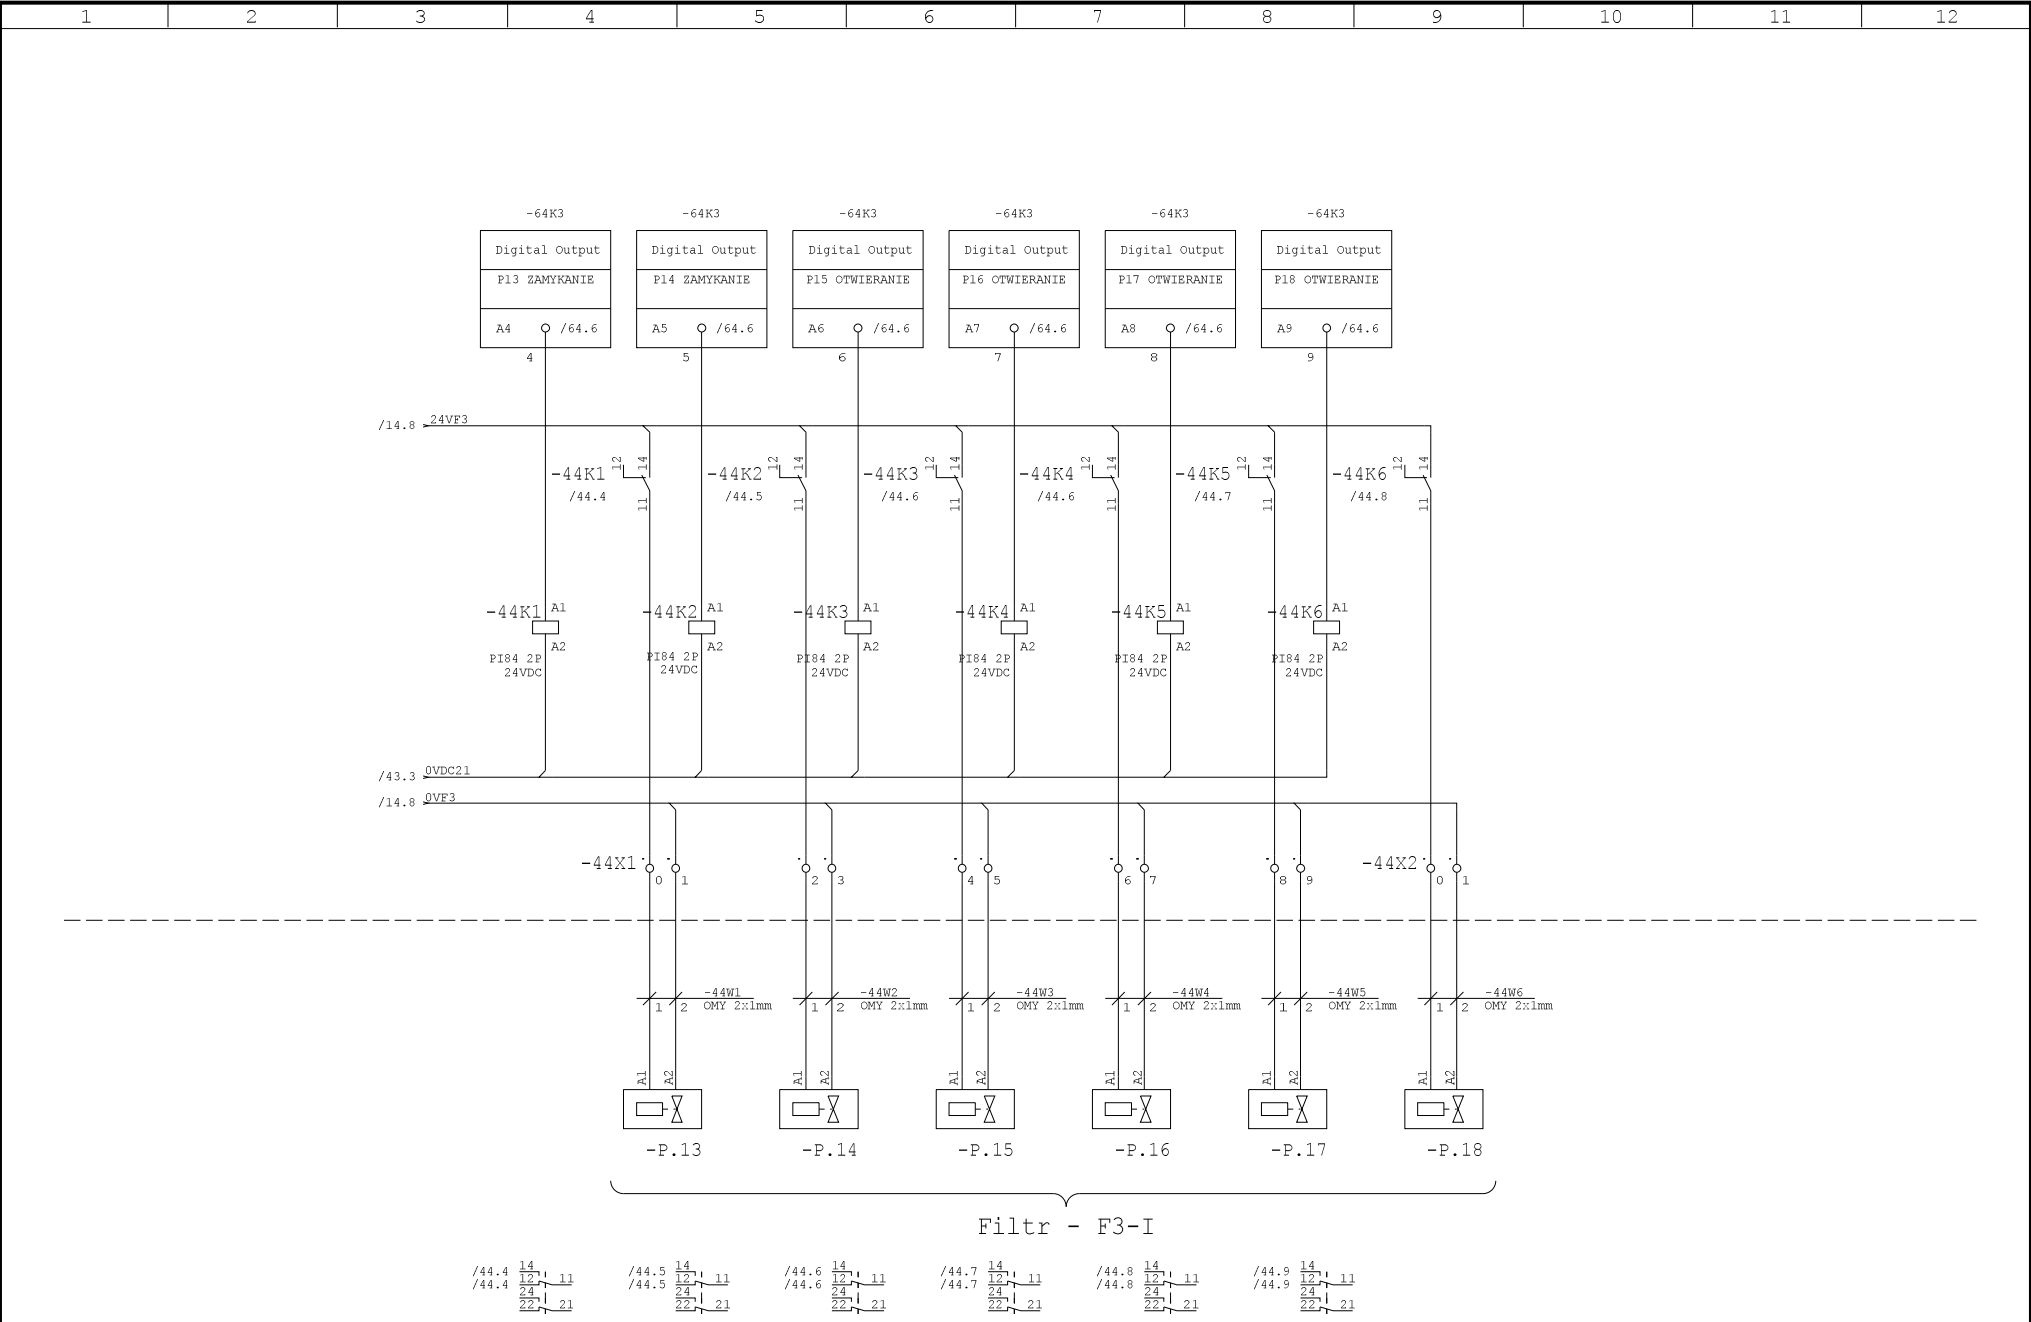 1 2 3 4 5 6 7 8 9 10 11 12
-64K3 -64K3 -64K3 -64K3 -64K3 -64K3
Digital Output Digital Output Digital Output Digital Output Digital Output Digital Output
P13 ZAMYKANIE P14 ZAMYKANIE P15 OTWIERANIE P16 OTWIERANIE P17 OTWIERANIE P18 OTWIERANIE
A4 /64.6 A5 /64.6 A6 /64.6 A7 /64.6 A8 /64.6 A9 /64.6
4 5 6 7 8 9
/14.8 24VF3
12 14 12 14 12 14 12 14 12 14 12 14
-44K1 -44K2 -44K3 -44K4 -44K5 -44K6
/44.4 /44.5 /44.6 /44.6 /44.7 /44.8
11 11 11 11 11 11
-44K1 A1 -44K2 A1 -44K3 A1 -44K4 A1 -44K5 A1 -44K6 A1
A2 A2 A2 A2 A2 A2
PI84 2P PI84 2P PI84 2P PI84 2P PI84 2P PI84 2P
24VDC 24VDC 24VDC 24VDC 24VDC 24VDC
/43.3 0VDC21
/14.8 0VF3
-44X1 -44X2
0 1 2 3 4 5 6 7 8 9 0 1
-44W1 -44W2 -44W3 -44W4 -44W5 -44W6
1 2 OMY 2x1mm 1 2 OMY 2x1mm 1 2 OMY 2x1mm 1 2 OMY 2x1mm 1 2 OMY 2x1mm 1 2 OMY 2x1mm
A1 A2 A1 A2 A1 A2 A1 A2 A1 A2 A1 A2
-P.13 -P.14 -P.15 -P.16 -P.17 -P.18
Filtr - F3-I
/44.4 14 /44.5 14 /44.6 14 /44.7 14 /44.8 14 /44.9 14
/44.4 12 11 /44.5 12 11 /44.6 12 11 /44.7 12 11 /44.8 12 11 /44.9 12 11
24 24 24 24 24 24
22 21 22 21 22 21 22 21 22 21 22 21